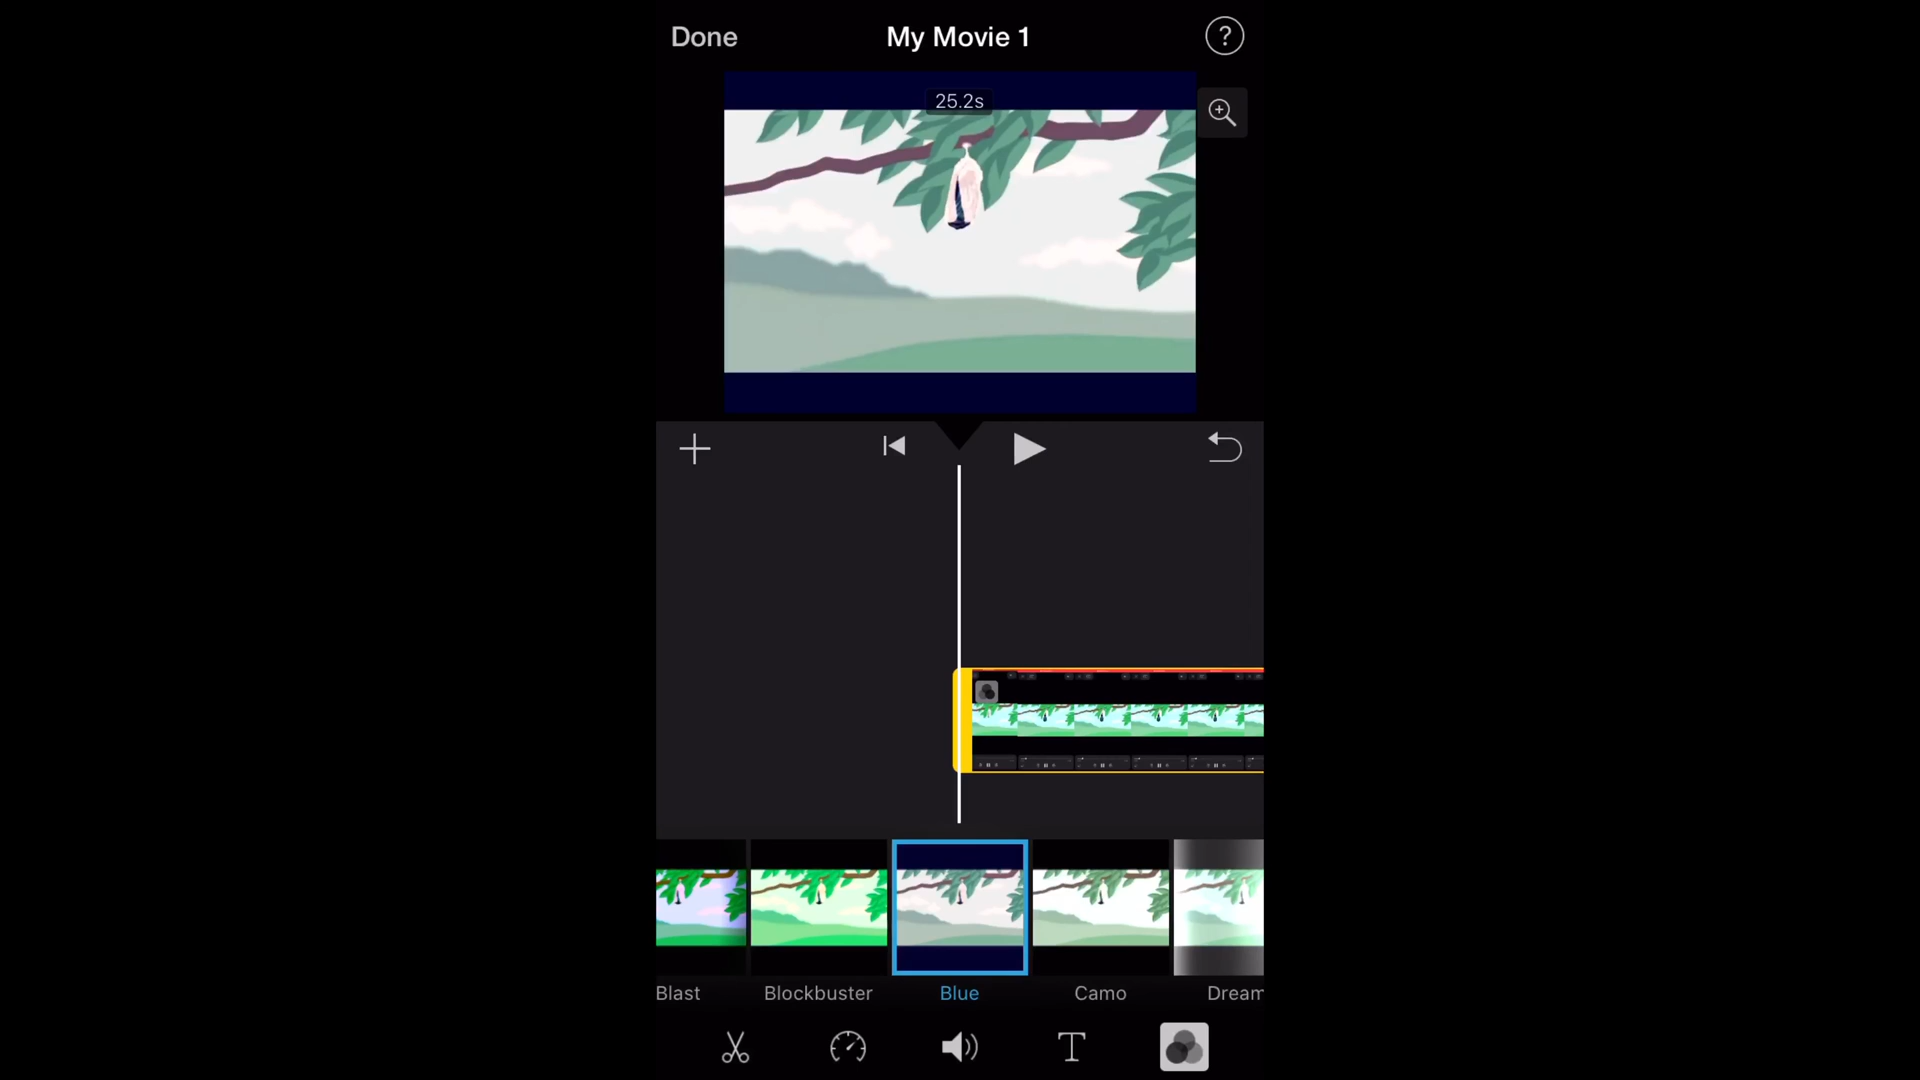 Done
My Movie 1
?
25.2s
Blast
Blockbuster
Blue
Camo
Dream
T